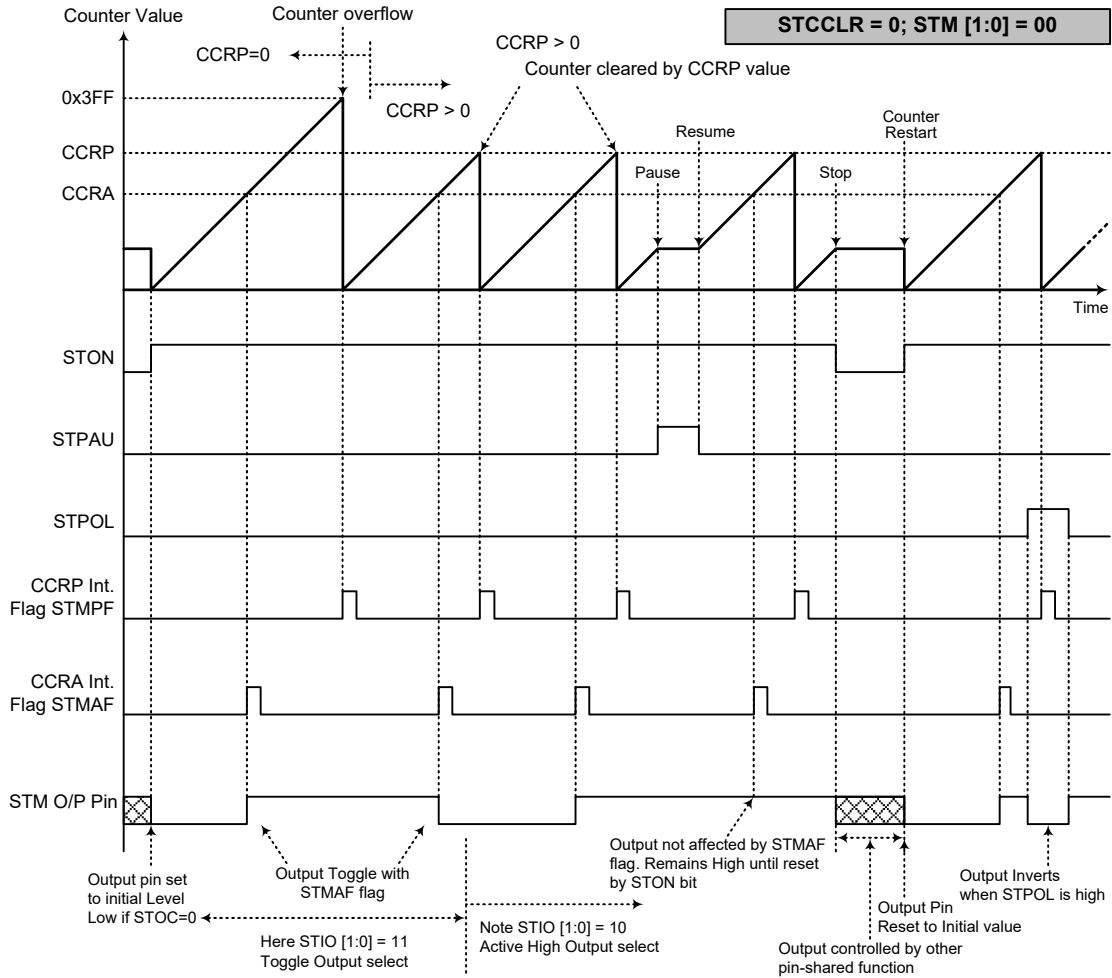 Counter Value
Counter overflow
STCCLR = 0; STM [1:0] = 00
CCRP=0
CCRP > 0
CCRP > 0
Counter cleared by CCRP value
0x3FF
CCRP
CCRA
Pause
Resume
Stop
Counter
Restart
Time
STON
STPAU
STPOL
CCRP Int.
Flag STMPF
CCRA Int.
Flag STMAF
STM O/P Pin
Output pin set
to initial Level
Low if STOC=0
Output Toggle with
STMAF flag
Here STIO [1:0] = 11
Toggle Output select
Note STIO [1:0] = 10
Active High Output select
Output not affected by STMAF
flag. Remains High until reset
by STON bit
Output controlled by other
pin-shared function
Output Pin
Reset to Initial value
Output Inverts
when STPOL is high